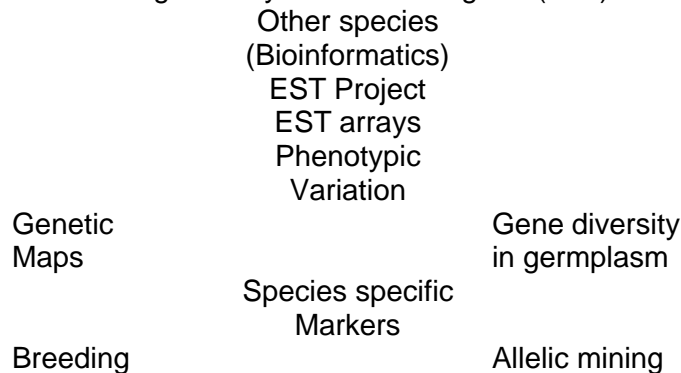 Other species
(Bioinformatics)
EST Project
EST arrays
Phenotypic
Variation
Genetic Gene diversity
Maps in germplasm
Species specific
Markers
Breeding Allelic mining